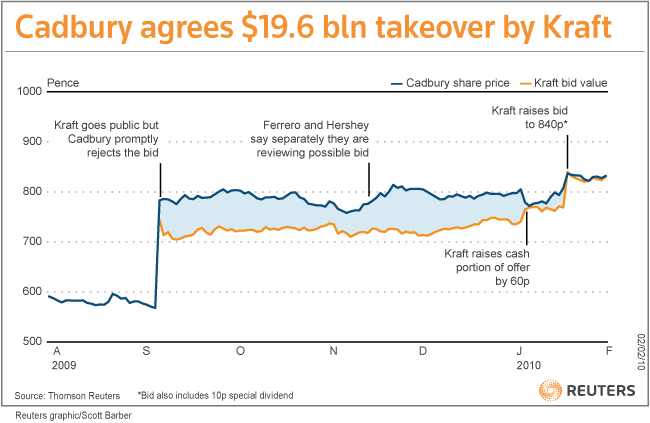 Cadbury agrees $19.6 bln takeover by Kraft
Pence
Cadbury share price
Kraft bid value
1000
900
800
700
600
500
Kraft goes public but
Cadbury promptly
rejects the bid
Ferrero and Hershey
say separately they are
reviewing possible bid
Kraft raises bid
to 840p*
Kraft raises cash
portion of offer
by 60p
A S O N D J F
2009 2010
02/02/10
Source: Thomson Reuters *Bid also includes 10p special dividend
REUTERS
Reuters graphic/Scott Barber